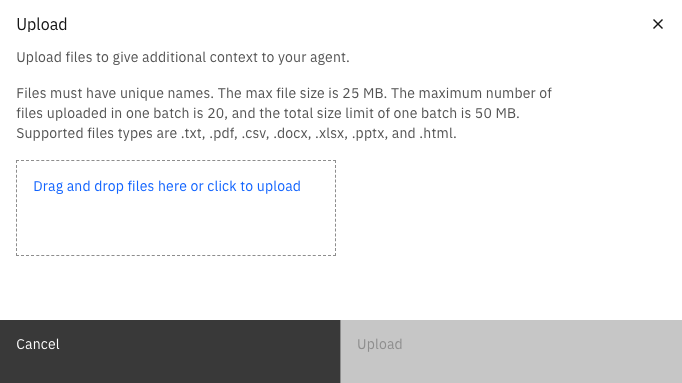 Upload
Upload files to give additional context to your agent.
Files must have unique names. The max file size is 25 MB. The maximum number of
files uploaded in one batch is 20, and the total size limit of one batch is 50 MB.
Supported files types are .txt, .pdf, .csv, .docx, .xlsx, .pptx, and .html.
Drag and drop files here or click to upload
Cancel
Upload